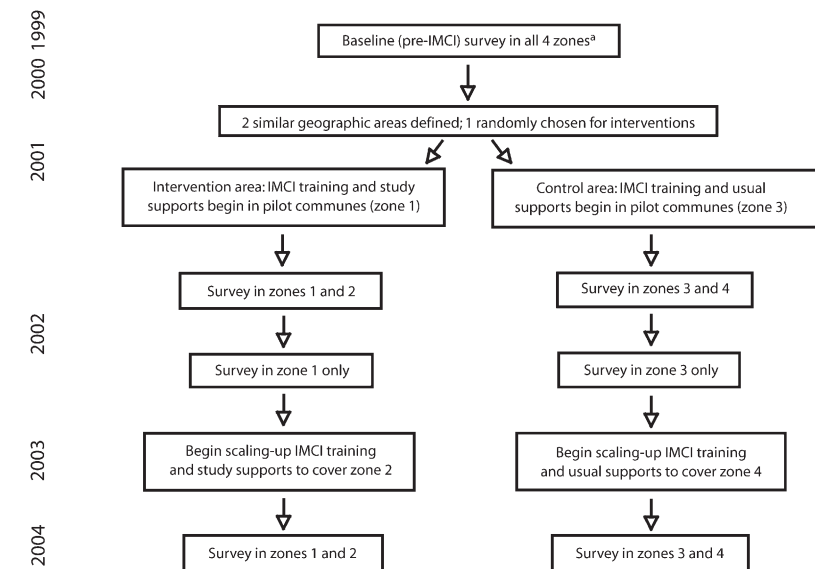 1999
Baseline (pre-IMCI) survey in all 4 zonesᵃ
2000
2 similar geographic areas defined; 1 randomly chosen for interventions
2001
Intervention area: IMCI training and study
supports begin in pilot communes (zone 1)
Control area: IMCI training and usual
supports begin in pilot communes (zone 3)
Survey in zones 1 and 2
Survey in zones 3 and 4
2002
Survey in zone 1 only
Survey in zone 3 only
2003
Begin scaling-up IMCI training
and study supports to cover zone 2
Begin scaling-up IMCI training
and usual supports to cover zone 4
2004
Survey in zones 1 and 2
Survey in zones 3 and 4